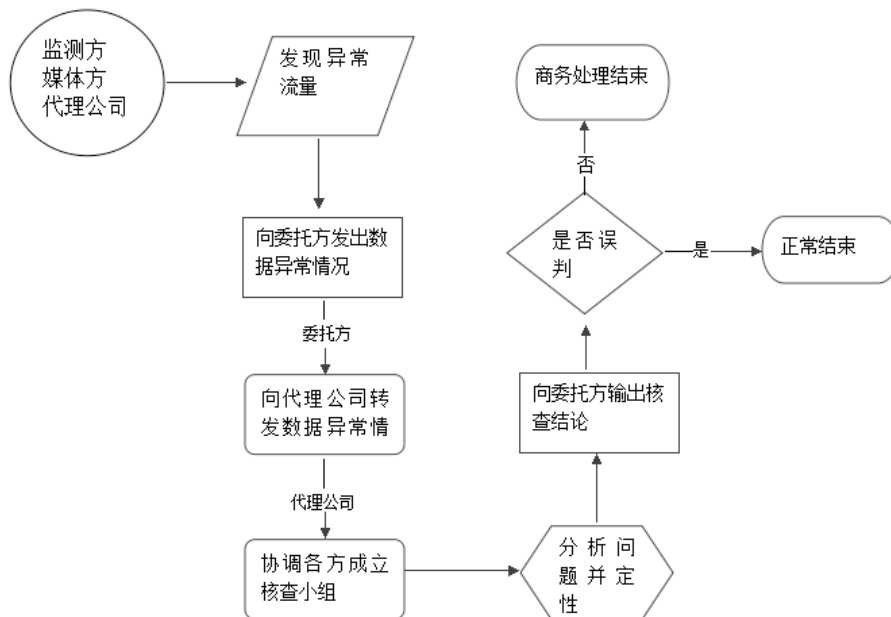 监测方
媒体方
代理公司
发现异常
流量
向委托方发出数
据异常情况
委托方
向代理公司转
发数据异常情
代理公司
协调各方成立
核查小组
分析问
题并定
性
向委托方输出核
查结论
是否误
判
否
商务处理结束
是
正常结束